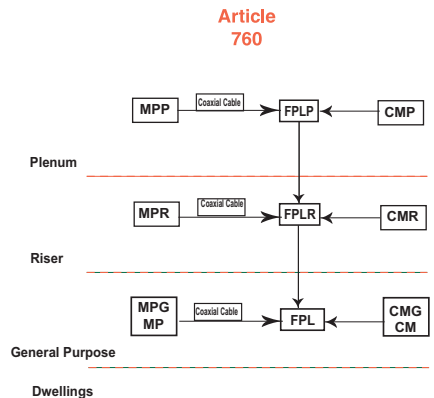 Article
760
MPP
Coaxial Cable
FPLP
CMP
Plenum
MPR
Coaxial Cable
FPLR
CMR
Riser
MPG
MP
Coaxial Cable
FPL
CMG
CM
General Purpose
Dwellings